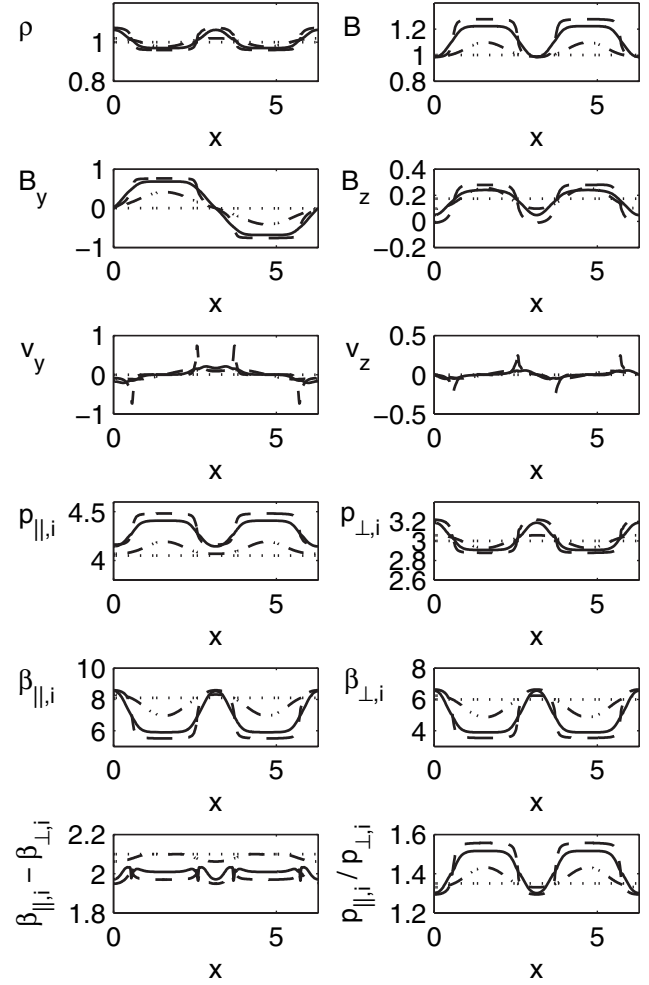 ρ
1
0.8
0
5
x
B
1.2
1
0.8
0
5
x
B_y
1
0
−1
0
5
x
B_z
0.4
0.2
0
−0.2
0
5
x
v_y
1
0
−1
0
5
x
v_z
0.5
0
−0.5
0
5
x
p_||,i
4.5
4
0
5
x
p_⊥,i
3.2
3
2.8
2.6
0
5
x
β_||,i
10
8
6
0
5
x
β_⊥,i
8
6
4
0
5
x
β_||,i − β_⊥,i
2.2
2
1.8
0
5
x
p_||,i / p_⊥,i
1.6
1.4
1.2
0
5
x